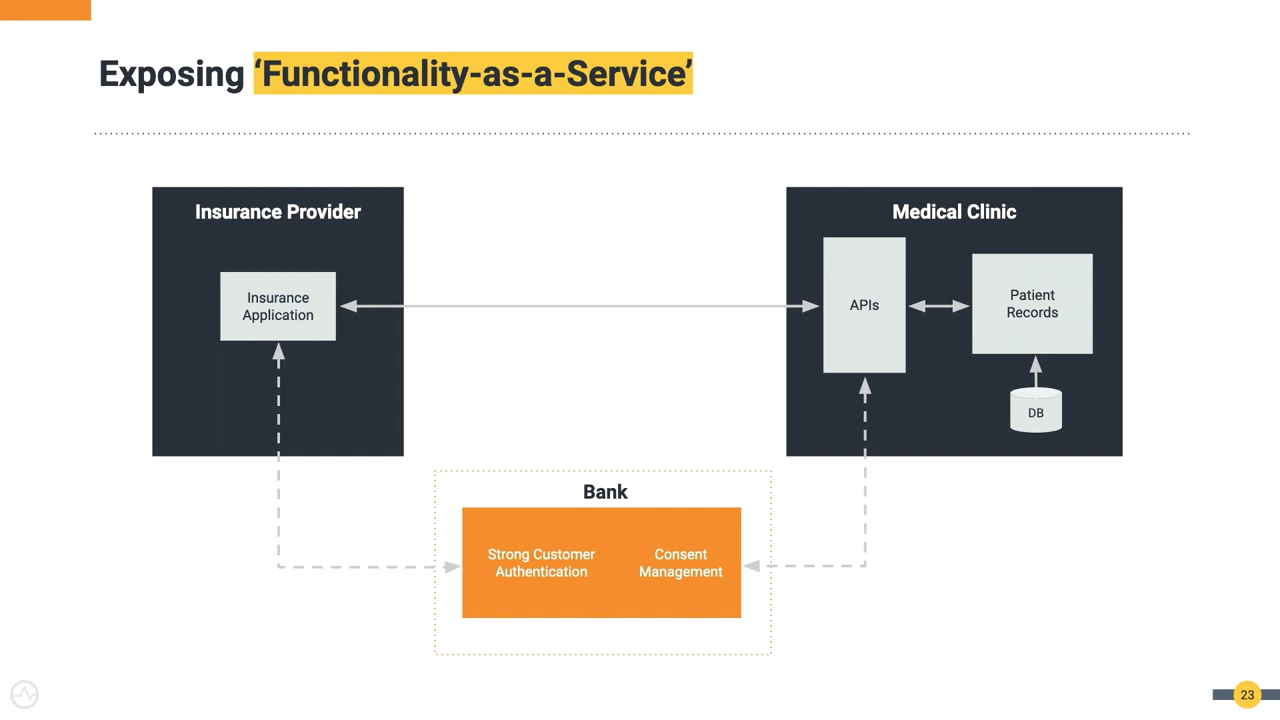 Exposing ‘Functionality-as-a-Service’
Insurance Provider
Insurance
Application
Medical Clinic
APIs
Patient
Records
DB
Bank
Strong Customer
Authentication
Consent
Management
23